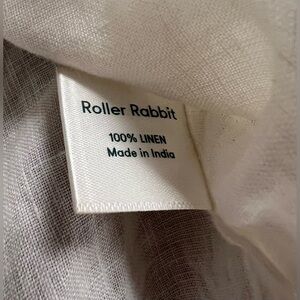 Roller Rabbit
100% LINEN
Made in India